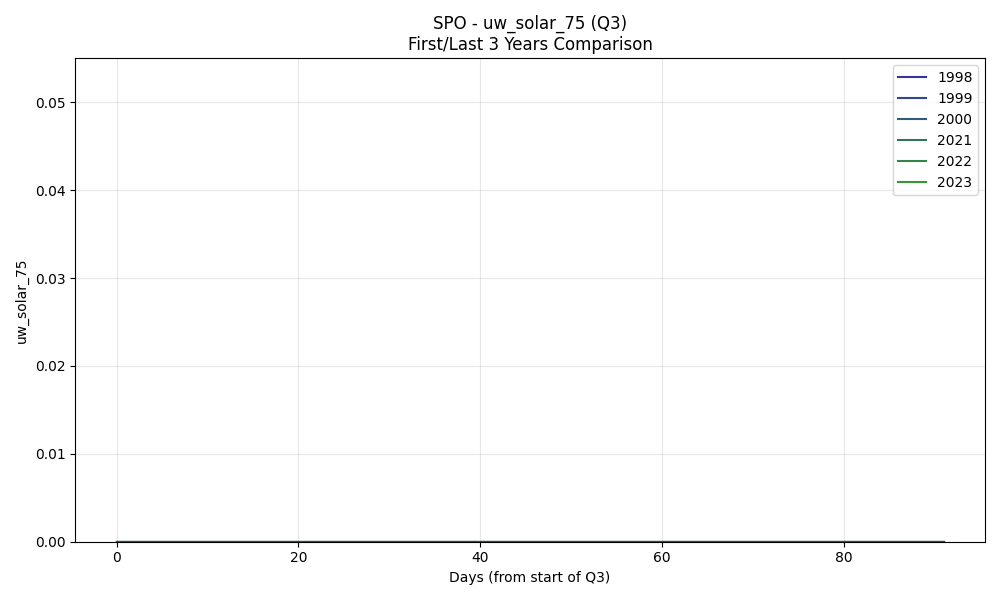 SPO - uw_solar_75 (Q3)
First/Last 3 Years Comparison
1998
1999
2000
2021
2022
2023
uw_solar_75
0.05
0.04
0.03
0.02
0.01
0.00
0 20 40 60 80
Days (from start of Q3)